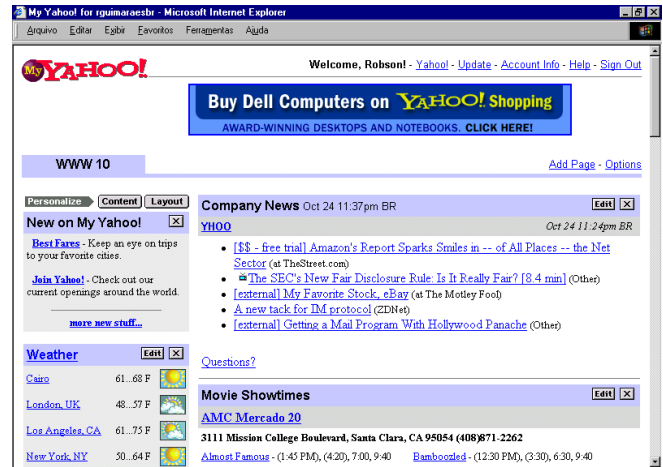 My Yahoo! for rguimaraesbr - Microsoft Internet Explorer
Arquivo Editar Exibir Favoritos Ferramentas Ajuda
My YAHOO!
Welcome, Robson! - Yahoo! - Update - Account Info - Help - Sign Out
Buy Dell Computers on YAHOO! Shopping
AWARD-WINNING DESKTOPS AND NOTEBOOKS. CLICK HERE!
WWW 10
Add Page - Options
Personalize Content Layout
New on My Yahoo!
Best Fares - Keep an eye on trips
to your favorite cities.
Join Yahoo! - Check out our
current openings around the world.
more new stuff...
Weather Edit
Cairo 61...68 F
London, UK 48...57 F
Los Angeles, CA 61...75 F
New York, NY 50...64 F
Company News Oct 24 11:37pm BR Edit
YHOO Oct 24 11:24pm BR
[$$ - free trial] Amazon's Report Sparks Smiles in -- of All Places -- the Net
Sector (at TheStreet.com)
The SEC's New Fair Disclosure Rule: Is It Really Fair? [8.4 min] (Other)
[external] My Favorite Stock, eBay (at The Motley Fool)
A new tack for IM protocol (ZDNet)
[external] Getting a Mail Program With Hollywood Panache (Other)
Questions?
Movie Showtimes Edit
AMC Mercado 20
3111 Mission College Boulevard, Santa Clara, CA 95054 (408)871-2262
Almost Famous - (1:45 PM), (4:20), 7:00, 9:40 Bamboozled - (12:30 PM), (3:30), 6:30, 9:40